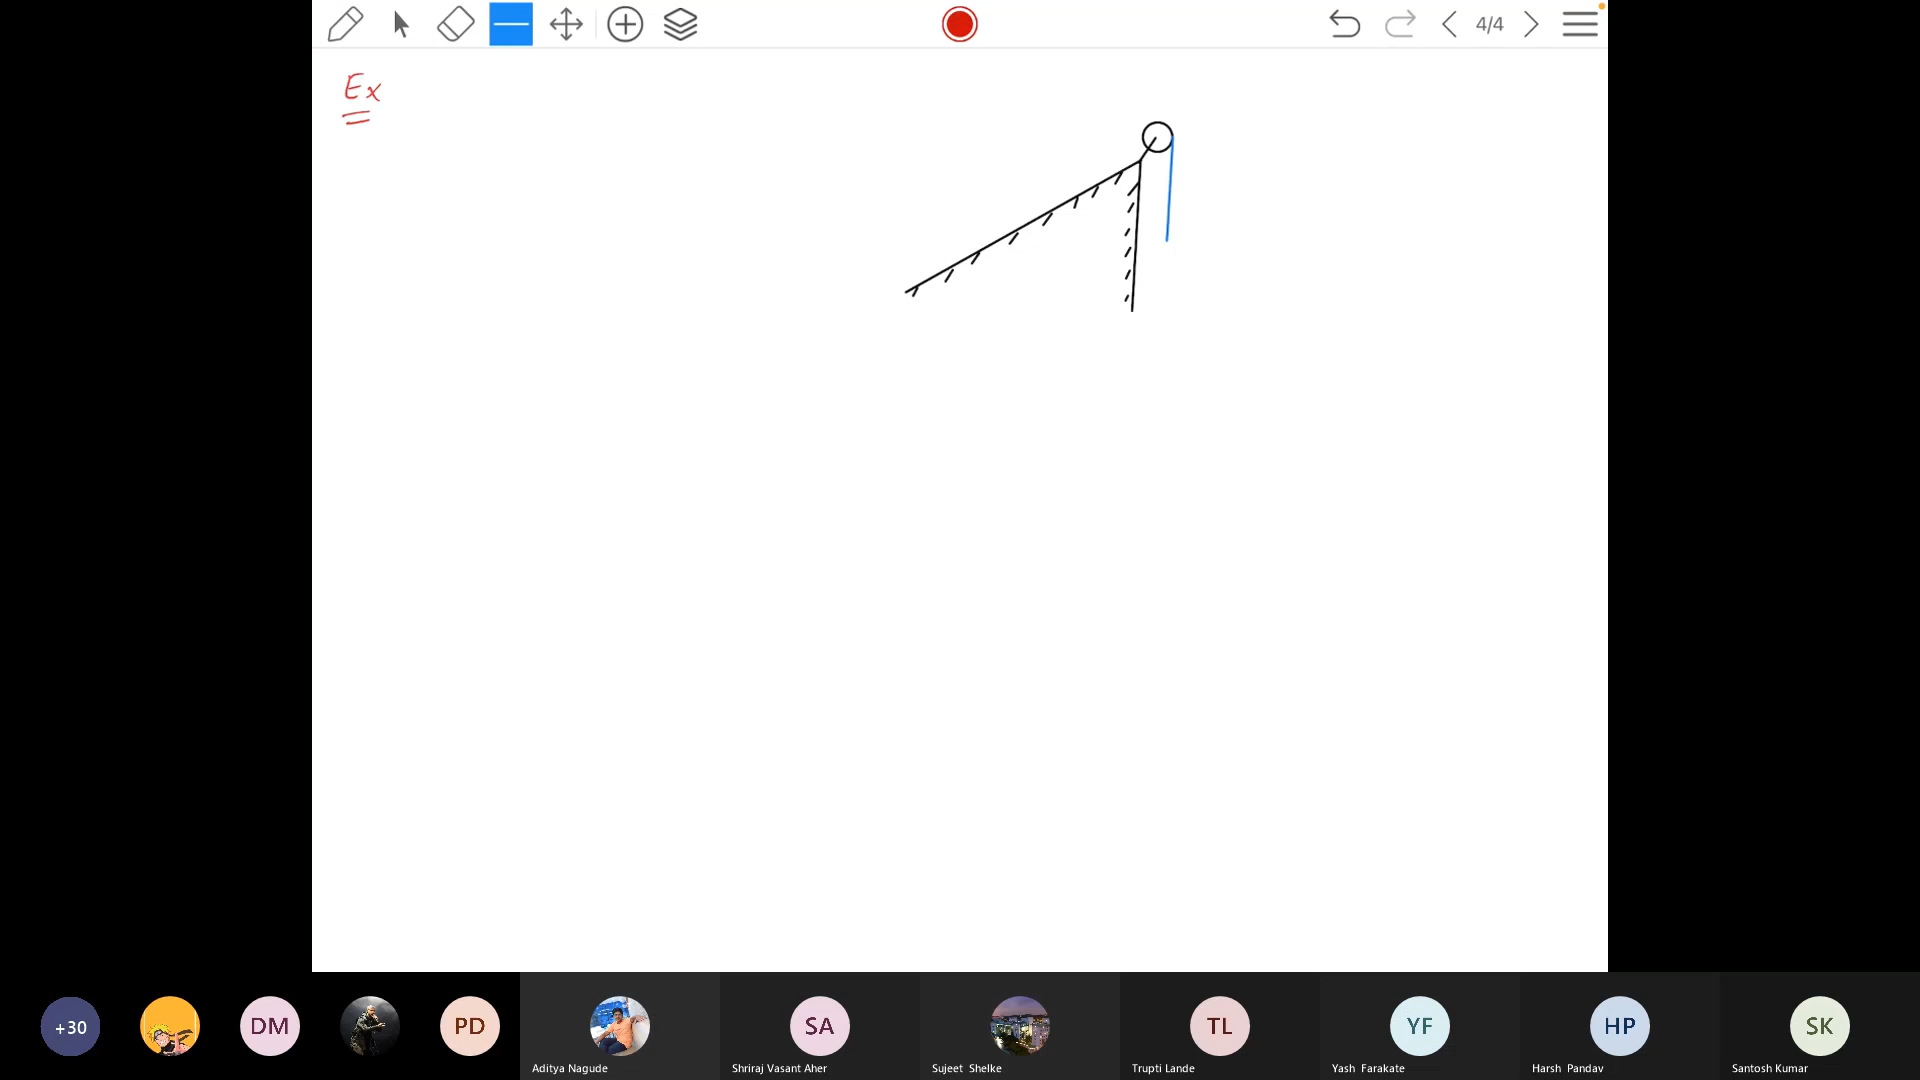 4/4
Ex
+30
DM
PD
SA
TL
YF
HP
SK
Aditya Nagude
Shriraj Vasant Aher
Sujeet Shelke
Trupti Lande
Yash Farakate
Harsh Pandav
Santosh Kumar